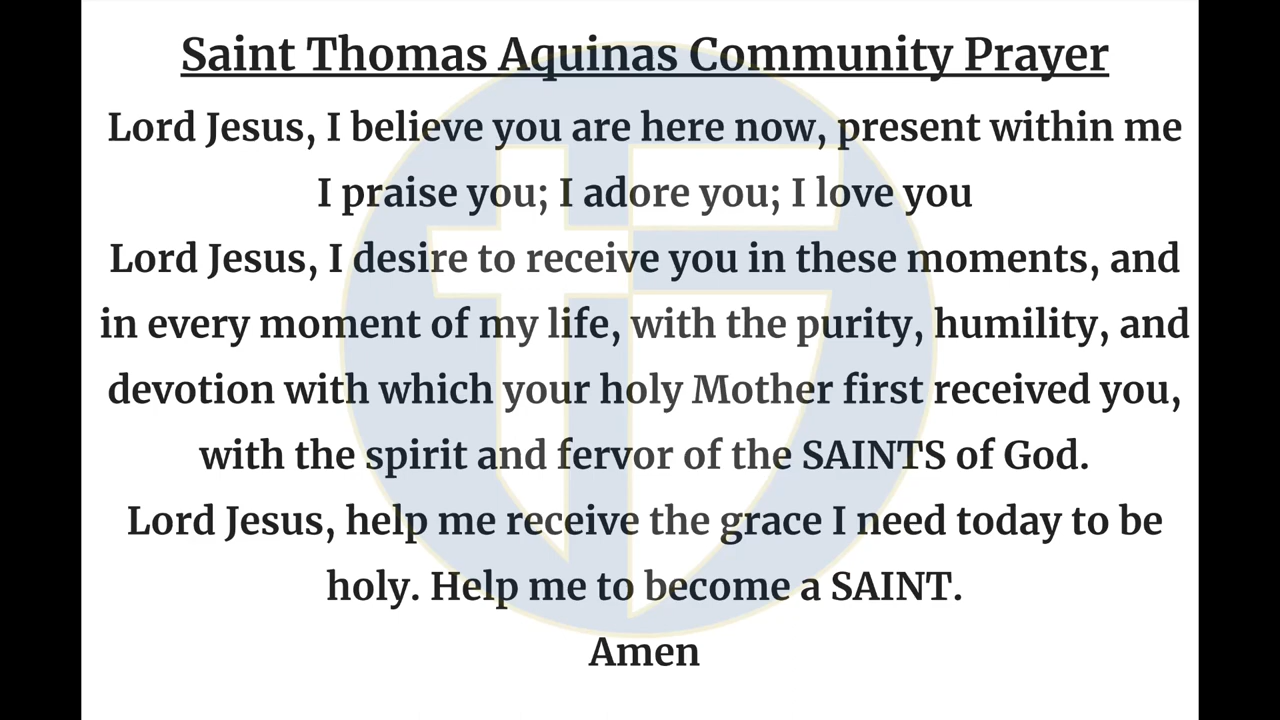 Saint Thomas Aquinas Community Prayer
Lord Jesus, I believe you are here now, present within me
I praise you; I adore you; I love you
Lord Jesus, I desire to receive you in these moments, and
in every moment of my life, with the purity, humility, and
devotion with which your holy Mother first received you,
with the spirit and fervor of the SAINTS of God.
Lord Jesus, help me receive the grace I need today to be
holy. Help me to become a SAINT.
Amen